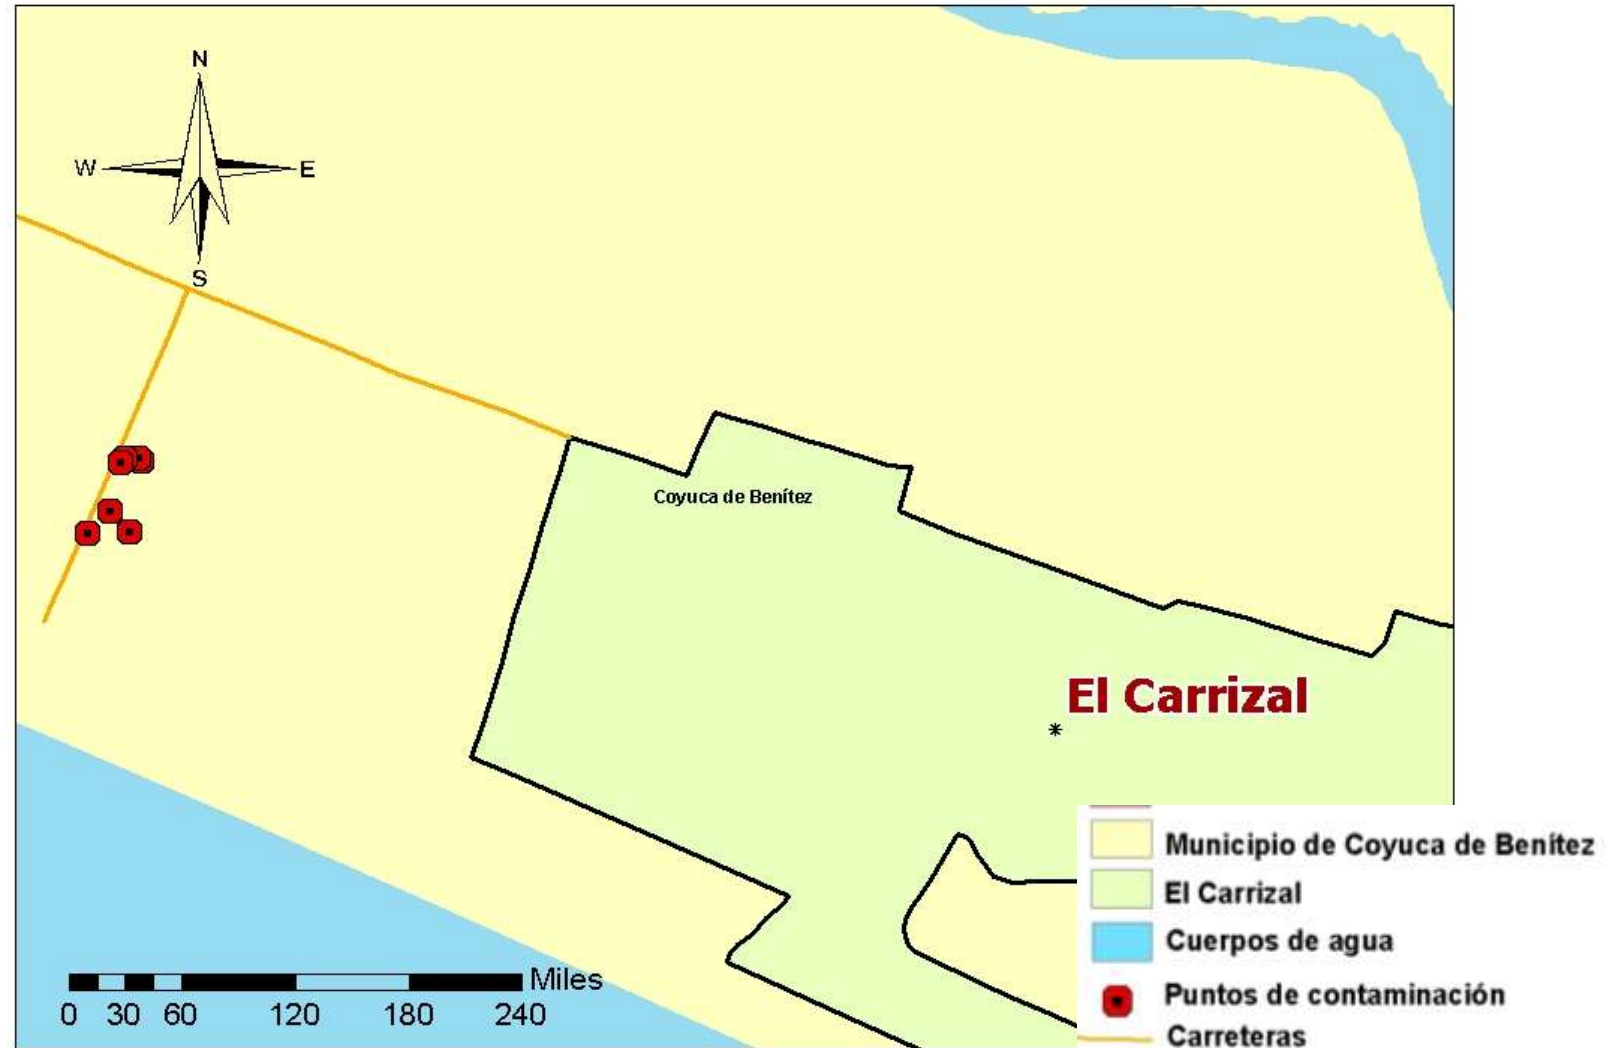 N
W E
S
Coyuca de Benítez
El Carrizal
Municipio de Coyuca de Benítez
El Carrizal
Cuerpos de agua
Puntos de contaminación
Carreteras
Miles
0 30 60 120 180 240